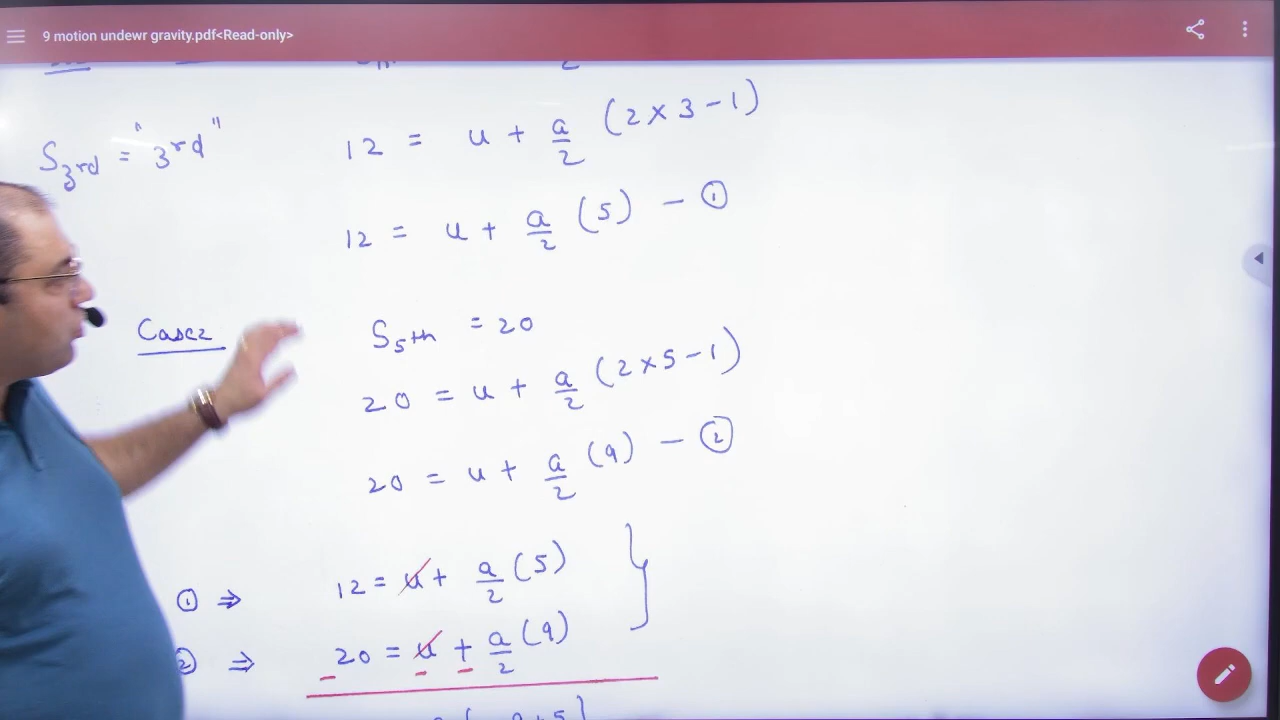 9 motion undewr gravity.pdf<Read-only>
12 = u + a/2 (2×3-1)
S3rd = "3rd"
12 = u + a/2 (5) - ①
Case2
S5th = 20
20 = u + a/2 (2×5-1)
20 = u + a/2 (9) - ②
① ⇒ 12 = u + a/2 (5)
② ⇒ 20 = u + a/2 (9)